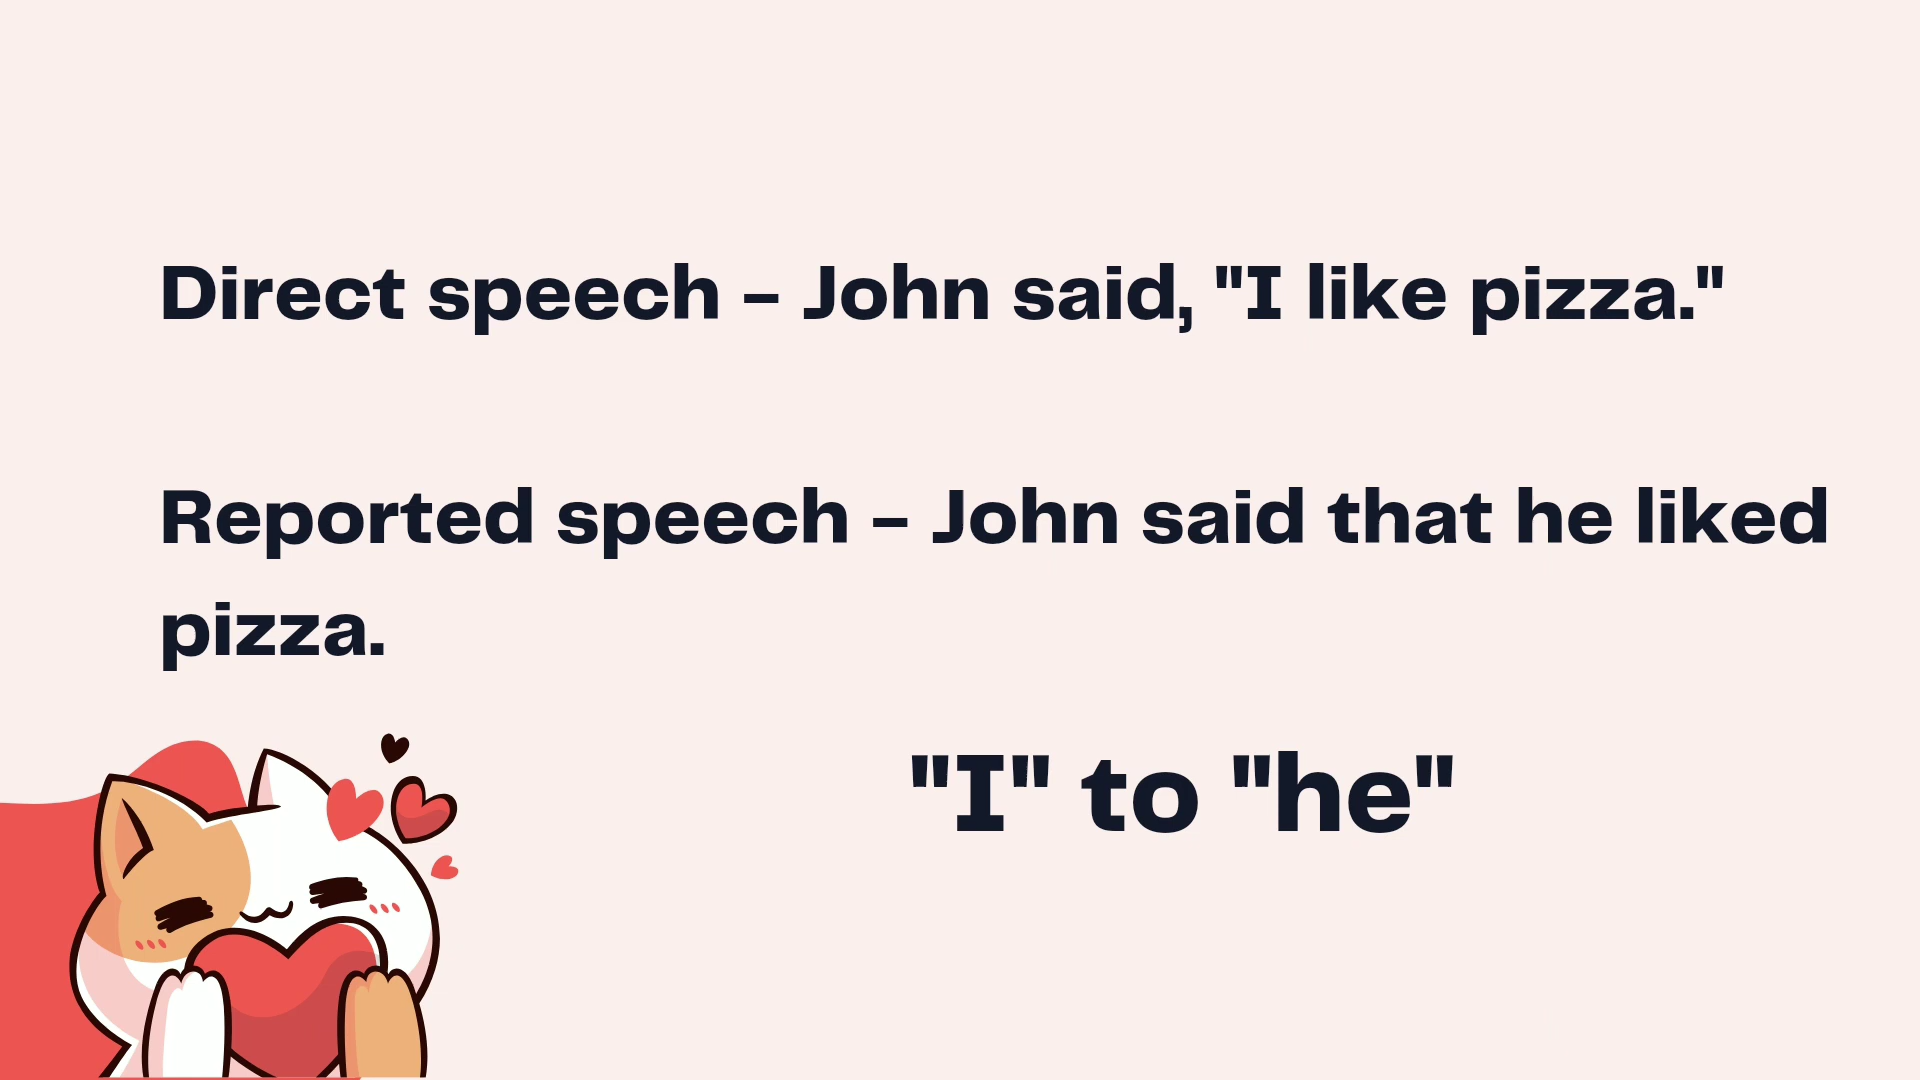 Direct speech – John said, "I like pizza."
Reported speech – John said that he liked
pizza.
"I" to "he"